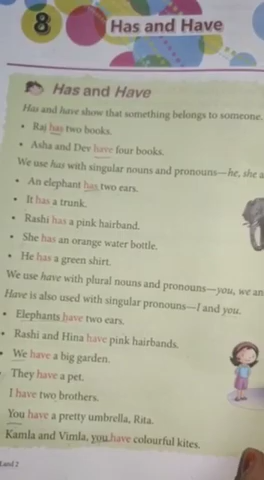 8
Has and Have
Has and Have
Has and have show that something belongs to someone.
• Raj has two books.
• Asha and Dev have four books.
We use has with singular nouns and pronouns—he, she a
• An elephant has two ears.
• It has a trunk.
• Rashi has a pink hairband.
• She has an orange water bottle.
• He has a green shirt.
We use have with plural nouns and pronouns—you, we an
Have is also used with singular pronouns—I and you.
• Elephants have two ears.
• Rashi and Hina have pink hairbands.
• We have a big garden.
• They have a pet.
I have two brothers.
You have a pretty umbrella, Rita.
Kamla and Vimla, you have colourful kites.